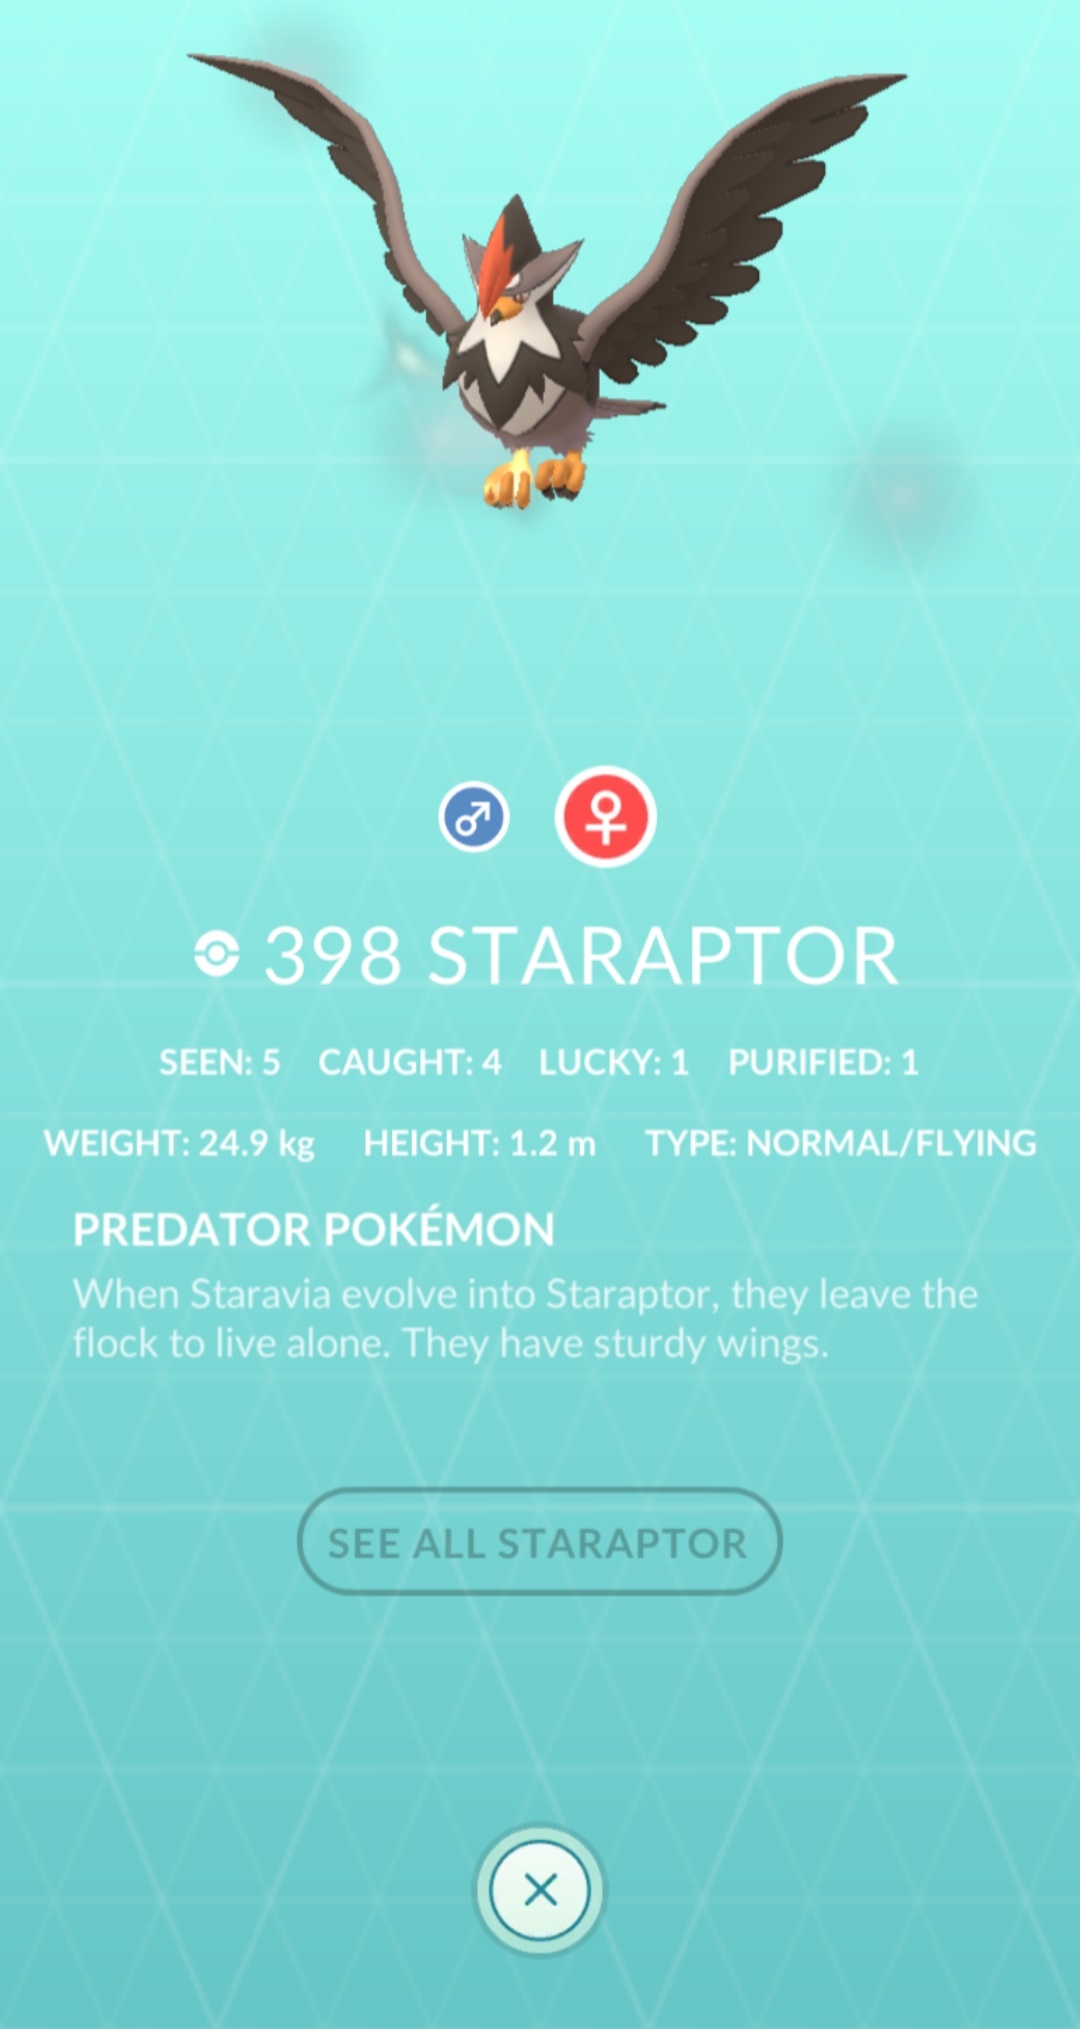 398 STARAPTOR
SEEN: 5 CAUGHT: 4 LUCKY: 1 PURIFIED: 1
WEIGHT: 24.9 kg HEIGHT: 1.2 m TYPE: NORMAL/FLYING
PREDATOR POKÉMON
When Staravia evolve into Staraptor, they leave the
flock to live alone. They have sturdy wings.
SEE ALL STARAPTOR